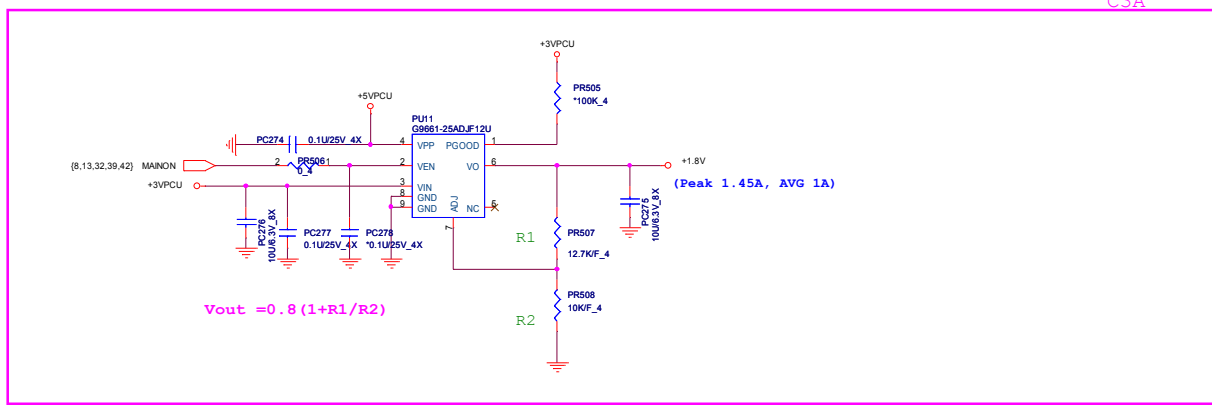 C3A
+3VPCU
PR505
*100K_4
+5VPCU
PU11
G9661-25ADJF12U
PC274
0.1U/25V_4X
4
VPP
PGOOD
1
{8,13,32,39,42}
MAINON
2
PR506
1
0_4
2
VEN
VO
6
+1.8V
+3VPCU
3
VIN
8
GND
9
GND
ADJ
NC
5
7
(Peak 1.45A, AVG 1A)
PC276
10U/6.3V_8X
PC277
0.1U/25V_4X
PC278
*0.1U/25V_4X
PC275
10U/6.3V_8X
R1
PR507
12.7K/F_4
PR508
10K/F_4
R2
Vout =0.8(1+R1/R2)